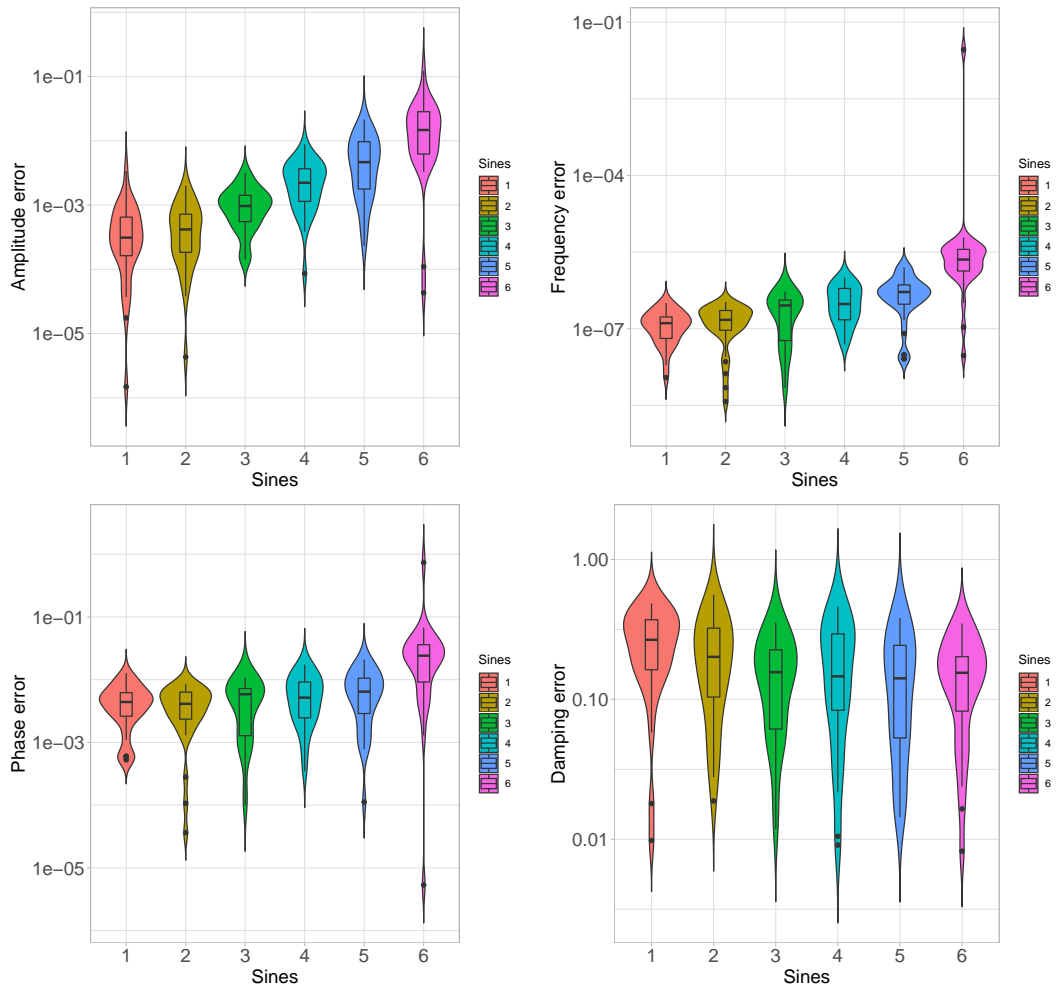 Amplitude error
1e−01
1e−03
1e−05
1 2 3 4 5 6
Sines
Sines
1
2
3
4
5
6
Frequency error
1e−01
1e−04
1e−07
1 2 3 4 5 6
Sines
Sines
1
2
3
4
5
6
Phase error
1e−01
1e−03
1e−05
1 2 3 4 5 6
Sines
Sines
1
2
3
4
5
6
Damping error
1.00
0.10
0.01
1 2 3 4 5 6
Sines
Sines
1
2
3
4
5
6